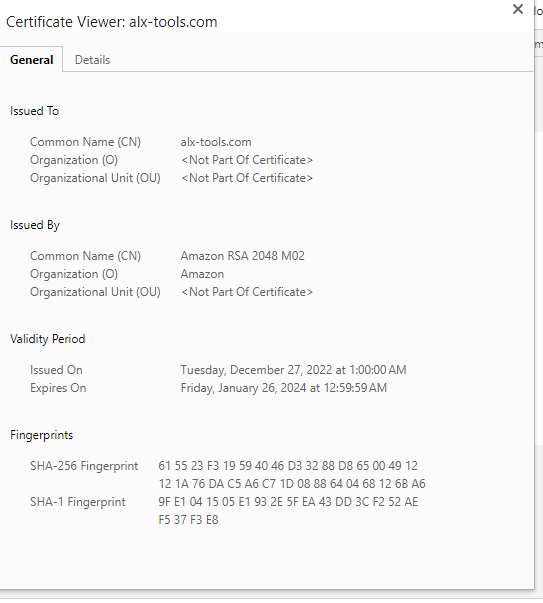 Certificate Viewer: alx-tools.com
General Details
Issued To
Common Name (CN) alx-tools.com
Organization (O) <Not Part Of Certificate>
Organizational Unit (OU) <Not Part Of Certificate>
Issued By
Common Name (CN) Amazon RSA 2048 M02
Organization (O) Amazon
Organizational Unit (OU) <Not Part Of Certificate>
Validity Period
Issued On Tuesday, December 27, 2022 at 1:00:00 AM
Expires On Friday, January 26, 2024 at 12:59:59 AM
Fingerprints
SHA-256 Fingerprint 61 55 23 F3 19 59 40 46 D3 32 88 D8 65 00 49 12
12 1A 76 DA C5 A6 C7 1D 08 88 64 04 68 12 6B A6
SHA-1 Fingerprint 9F E1 04 15 05 E1 93 2E 5F EA 43 DD 3C F2 52 AE
F5 37 F3 E8